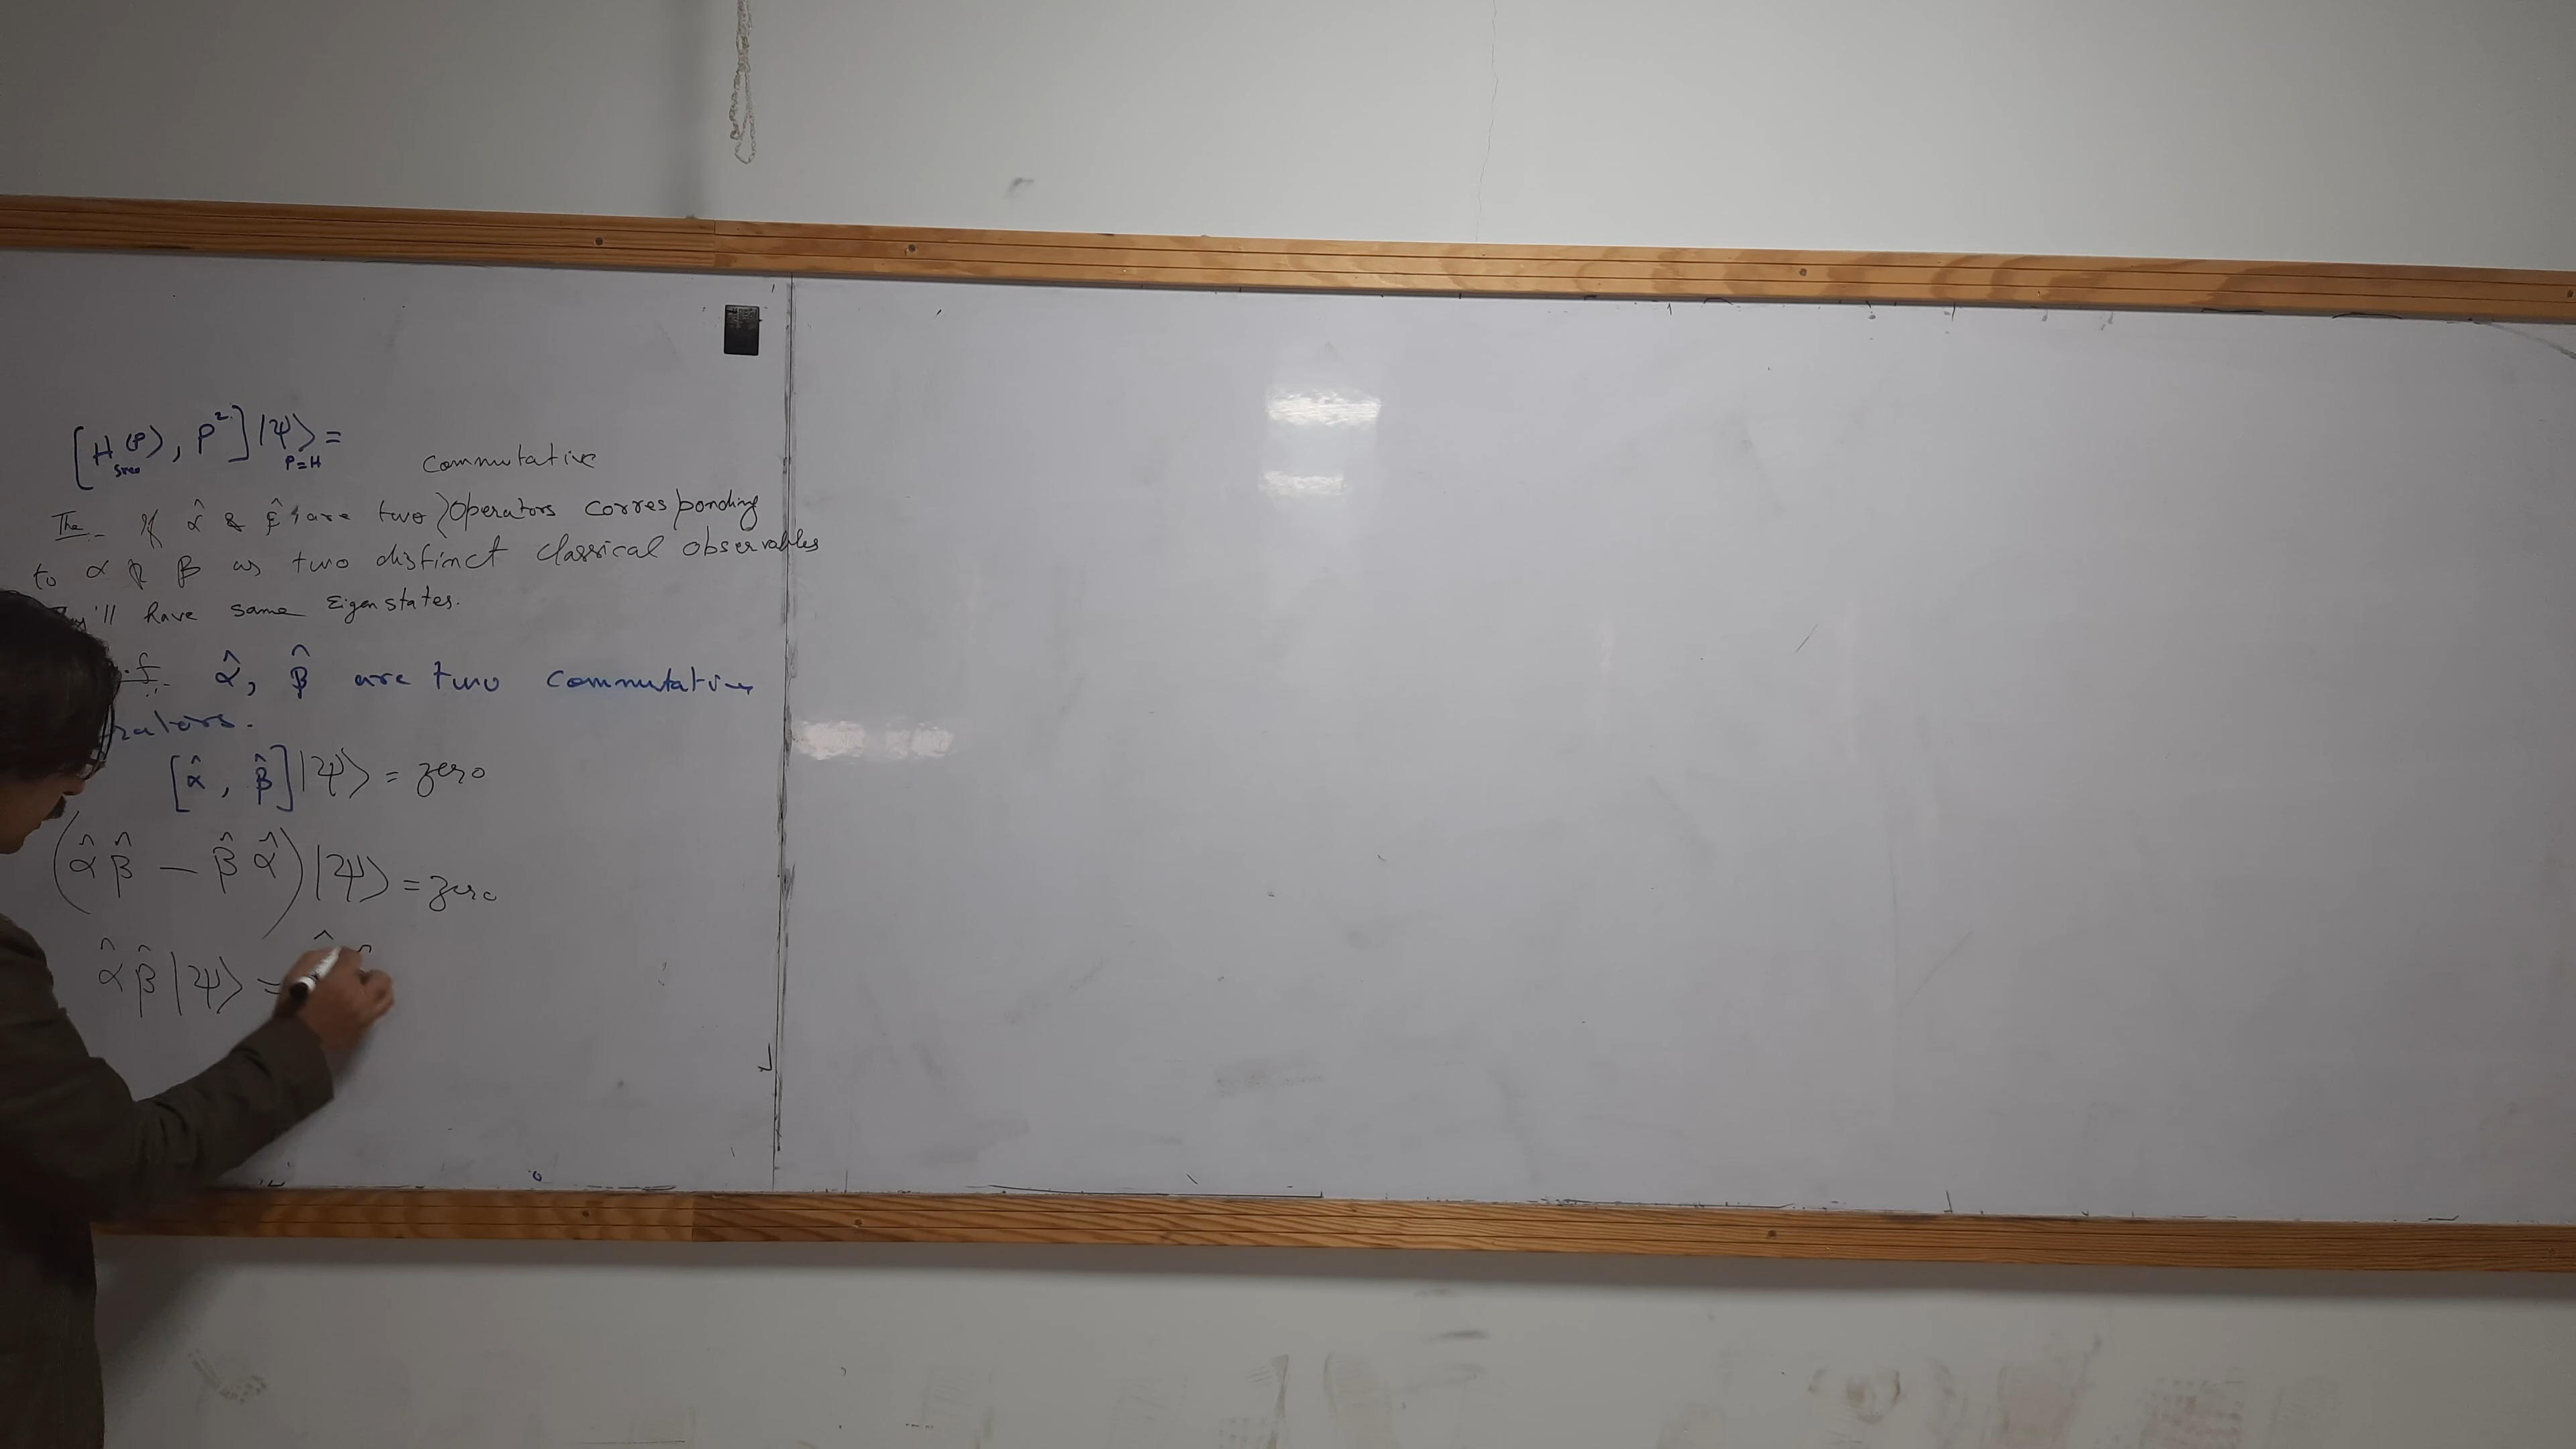 [H(P), P²]|ψ⟩ =
P=H
Commutative
The – If α̂ & β̂ are two } Operators corresponding
to α & β as two distinct classical observables
'll have same Eigenstates.
α̂, β̂ are two commutative
rators.
[α̂, β̂]|ψ⟩ = zero
(α̂β̂ – β̂α̂)|ψ⟩ = zero
α̂β̂|ψ⟩ =